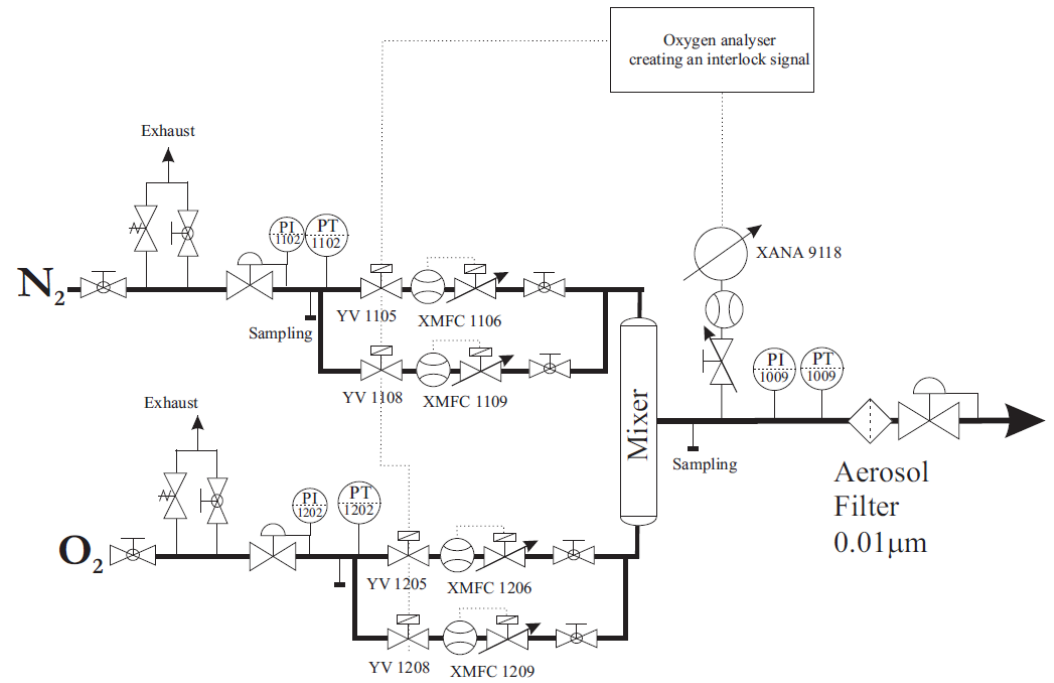 Oxygen analyser
creating an interlock signal
Exhaust
PI
1102
PT
1102
XANA 9118
N2
Sampling
YV 1105
XMFC 1106
YV 1108
XMFC 1109
PI
1009
PT
1009
Exhaust
Mixer
Sampling
PI
1202
PT
1202
Aerosol
Filter
0.01μm
O2
YV 1205
XMFC 1206
YV 1208
XMFC 1209